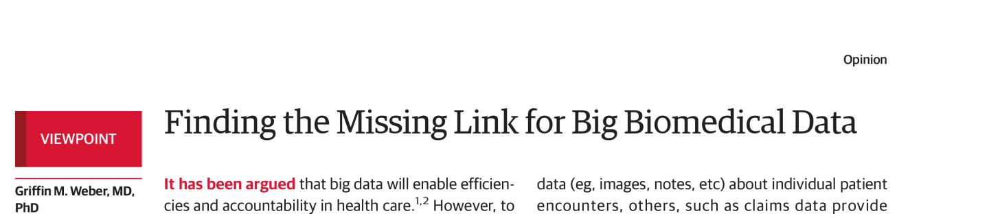 Opinion
VIEWPOINT
Finding the Missing Link for Big Biomedical Data
Griffin M. Weber, MD,
PhD
It has been argued that big data will enable efficien-
cies and accountability in health care.1,2 However, to
data (eg, images, notes, etc) about individual patient
encounters, others, such as claims data provide